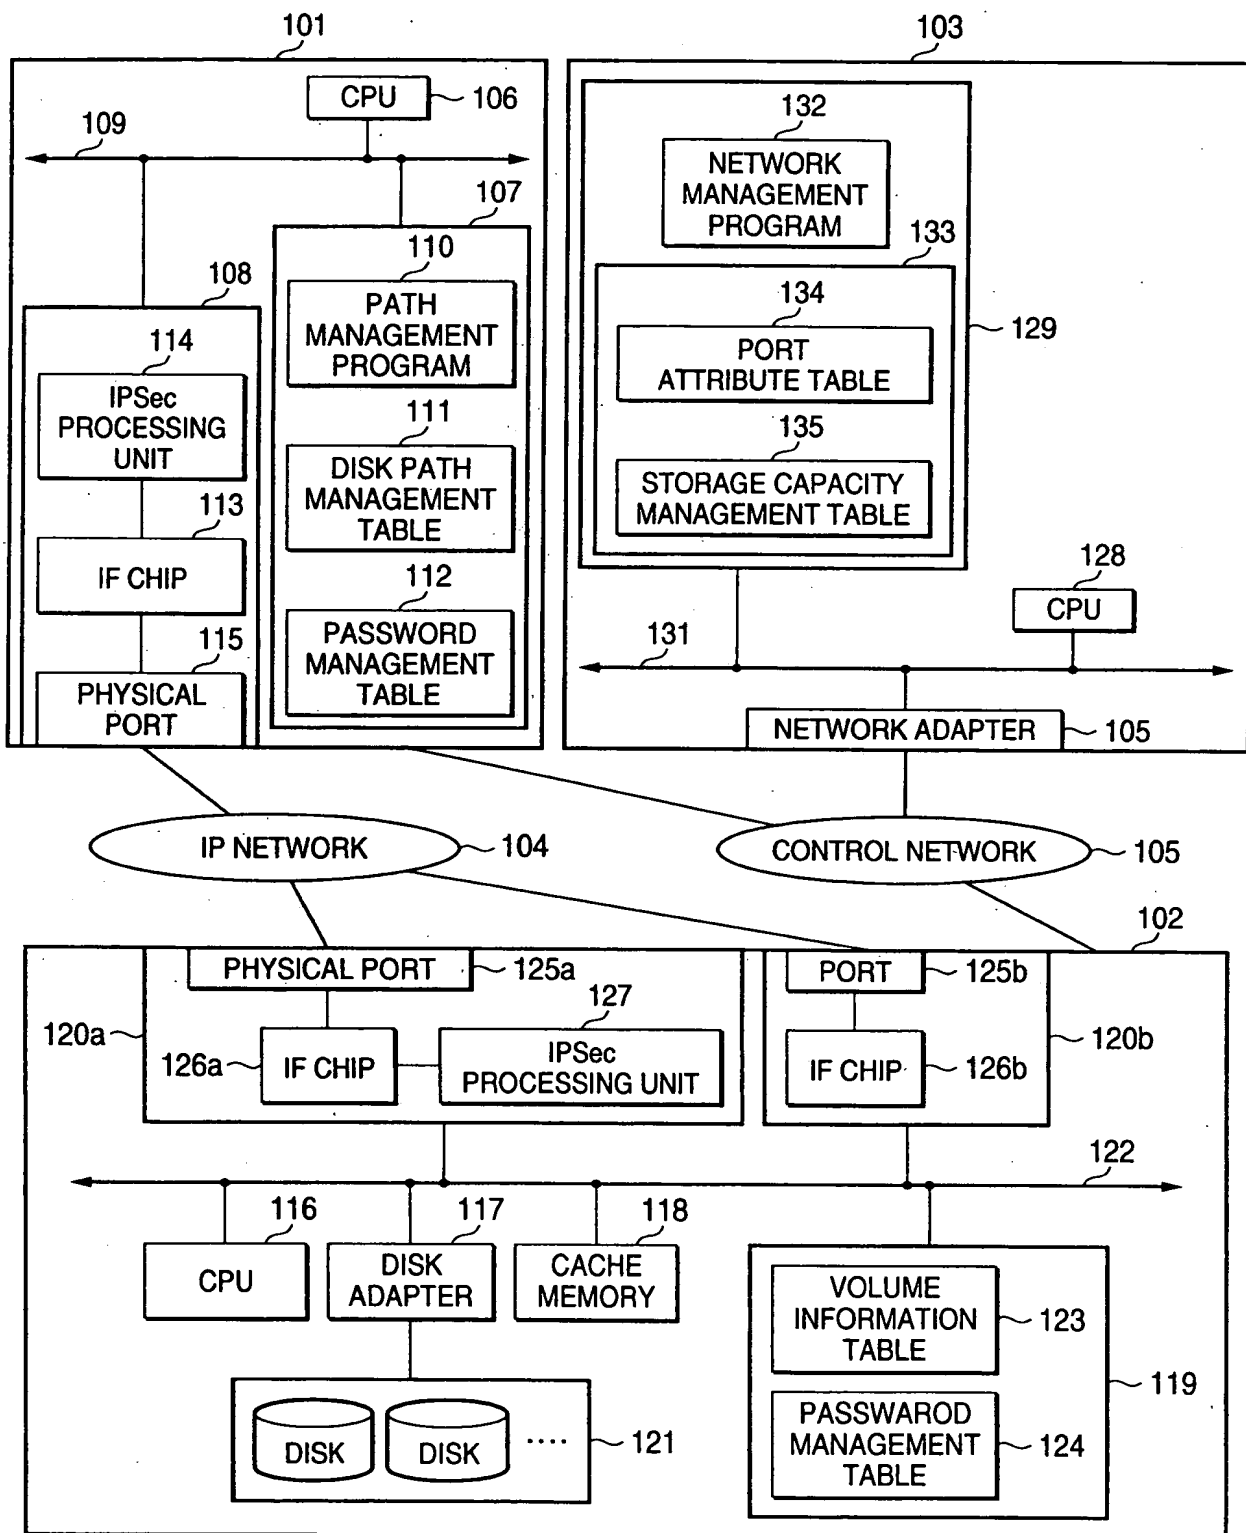 101
103
CPU
106
109
132
NETWORK
MANAGEMENT
PROGRAM
107
110
133
108
PATH
MANAGEMENT
PROGRAM
134
129
114
PORT
ATTRIBUTE TABLE
IPSec
PROCESSING
UNIT
111
135
DISK PATH
MANAGEMENT
TABLE
STORAGE CAPACITY
MANAGEMENT TABLE
113
IF CHIP
112
128
CPU
PASSWORD
MANAGEMENT
TABLE
115
131
PHYSICAL
PORT
NETWORK ADAPTER
105
IP NETWORK
104
CONTROL NETWORK
105
102
PHYSICAL PORT
125a
PORT
125b
120a
127
120b
126a
IF CHIP
IPSec
PROCESSING UNIT
IF CHIP
126b
122
116
117
118
CPU
DISK
ADAPTER
CACHE
MEMORY
VOLUME
INFORMATION
TABLE
123
119
DISK
DISK
....
121
PASSWAROD
MANAGEMENT
TABLE
124